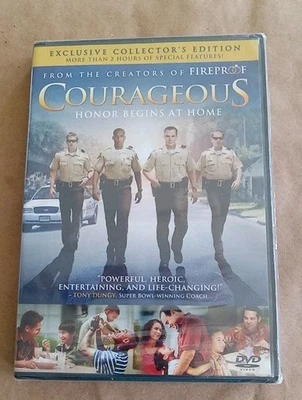 EXCLUSIVE COLLECTOR'S EDITION
MORE THAN 2 HOURS OF SPECIAL FEATURES!
FROM THE CREATORS OF FIREPROOF
COURAGEOUS
HONOR BEGINS AT HOME
"POWERFUL, HEROIC,
ENTERTAINING, AND LIFE-CHANGING!"
– TONY DUNGY, SUPER BOWL-WINNING COACH
DVD
VIDEO